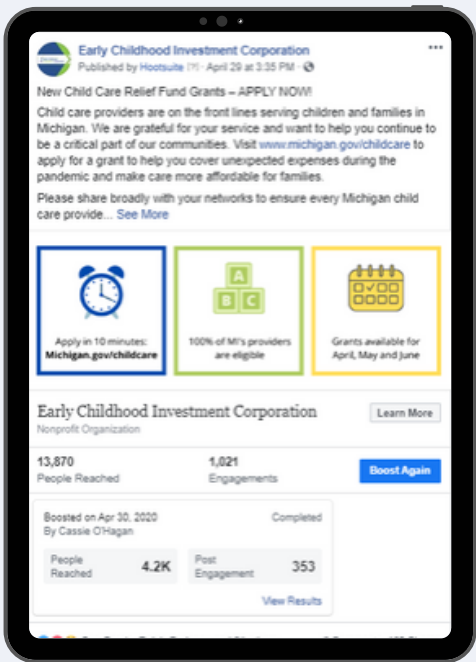 Early Childhood Investment Corporation
Published by Hootsuite [?] · April 29 at 3:35 PM ·
New Child Care Relief Fund Grants – APPLY NOW!
Child care providers are on the front lines serving children and families in
Michigan. We are grateful for your service and want to help you continue to
be a critical part of our communities. Visit www.michigan.gov/childcare to
apply for a grant to help you cover unexpected expenses during the
pandemic and make care more affordable for families.
Please share broadly with your networks to ensure every Michigan child
care provide... See More
A
B C
Apply in 10 minutes:
Michigan.gov/childcare
100% of MI's providers
are eligible
Grants available for
April, May and June
Early Childhood Investment Corporation
Learn More
Nonprofit Organization
13,870
1,021
People Reached
Engagements
Boost Again
Boosted on Apr 30, 2020
Completed
By Cassie O'Hagan
People
Reached
4.2K
Post
Engagement
353
View Results